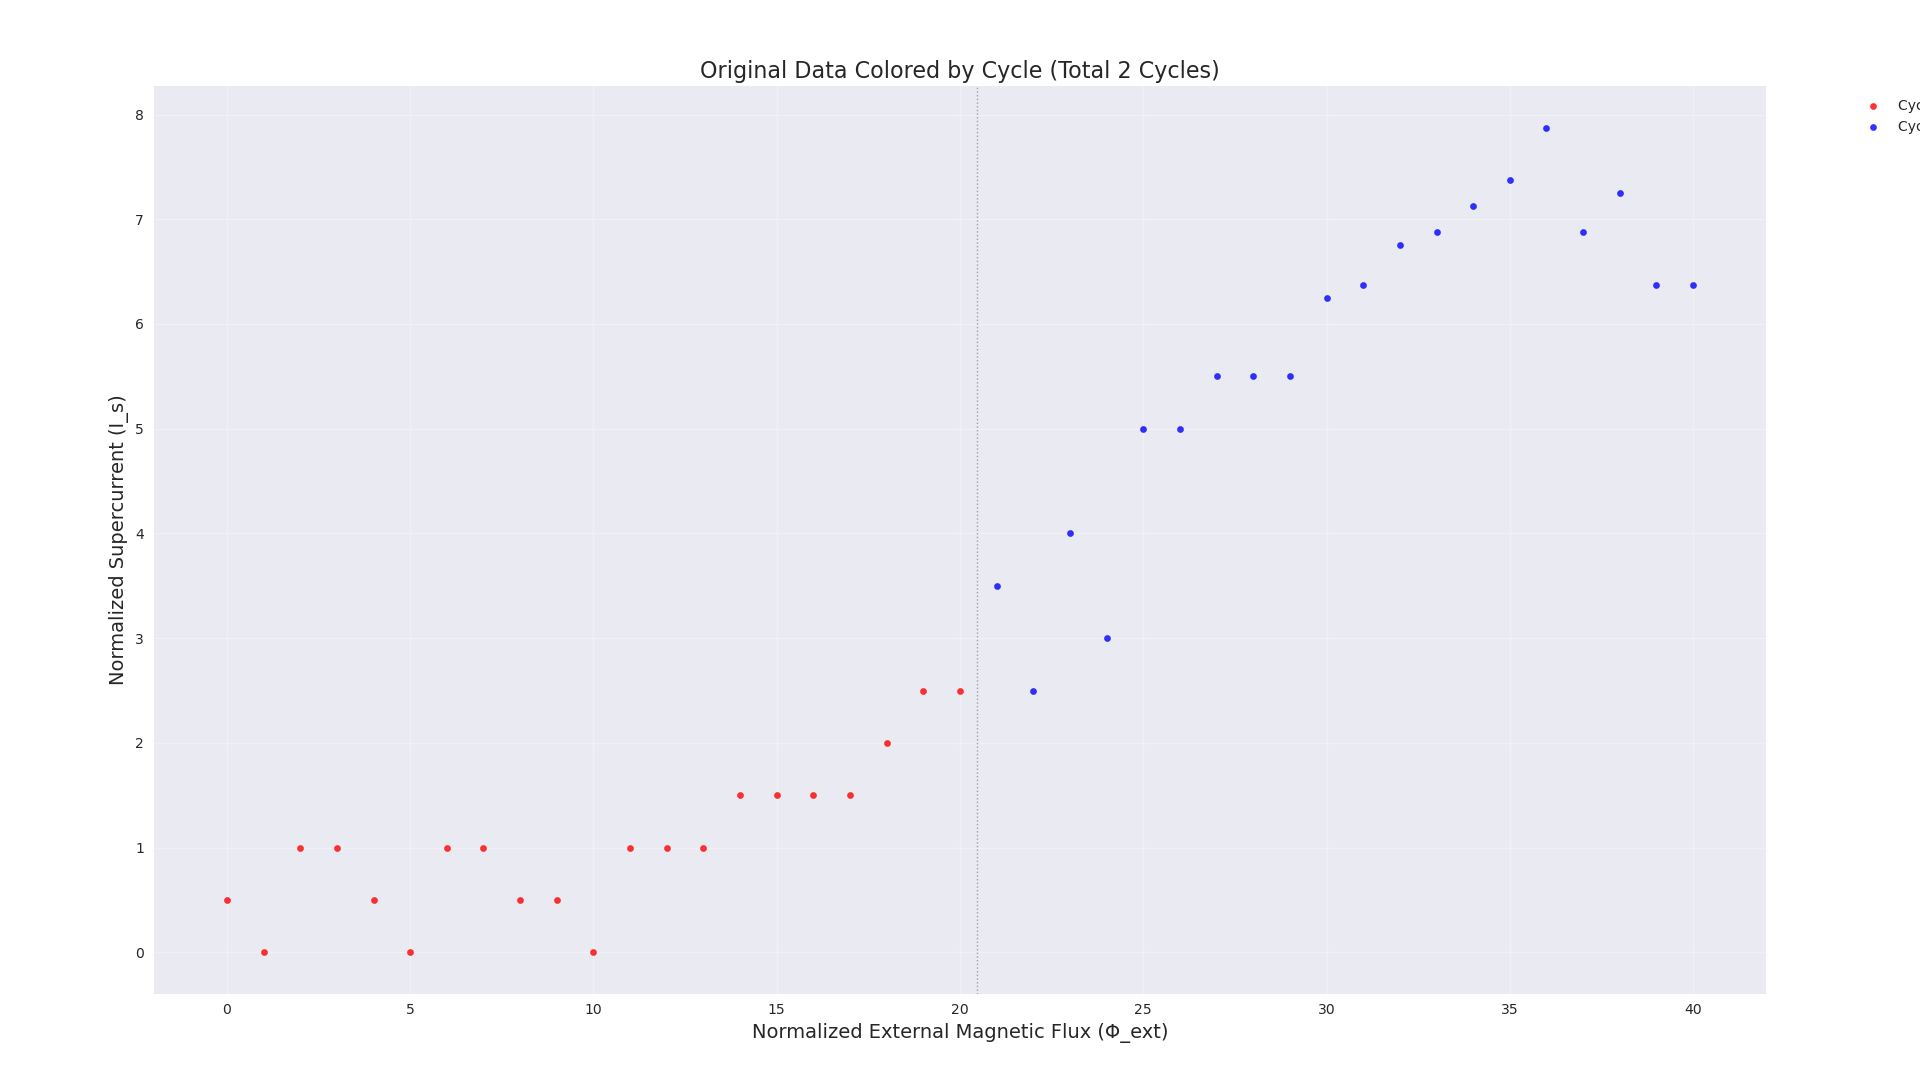 Original Data Colored by Cycle (Total 2 Cycles)
8
7
6
5
4
3
2
1
0
Normalized Supercurrent (I_s)
0 5 10 15 20 25 30 35 40
Normalized External Magnetic Flux (Φ_ext)
Cyc
Cyc